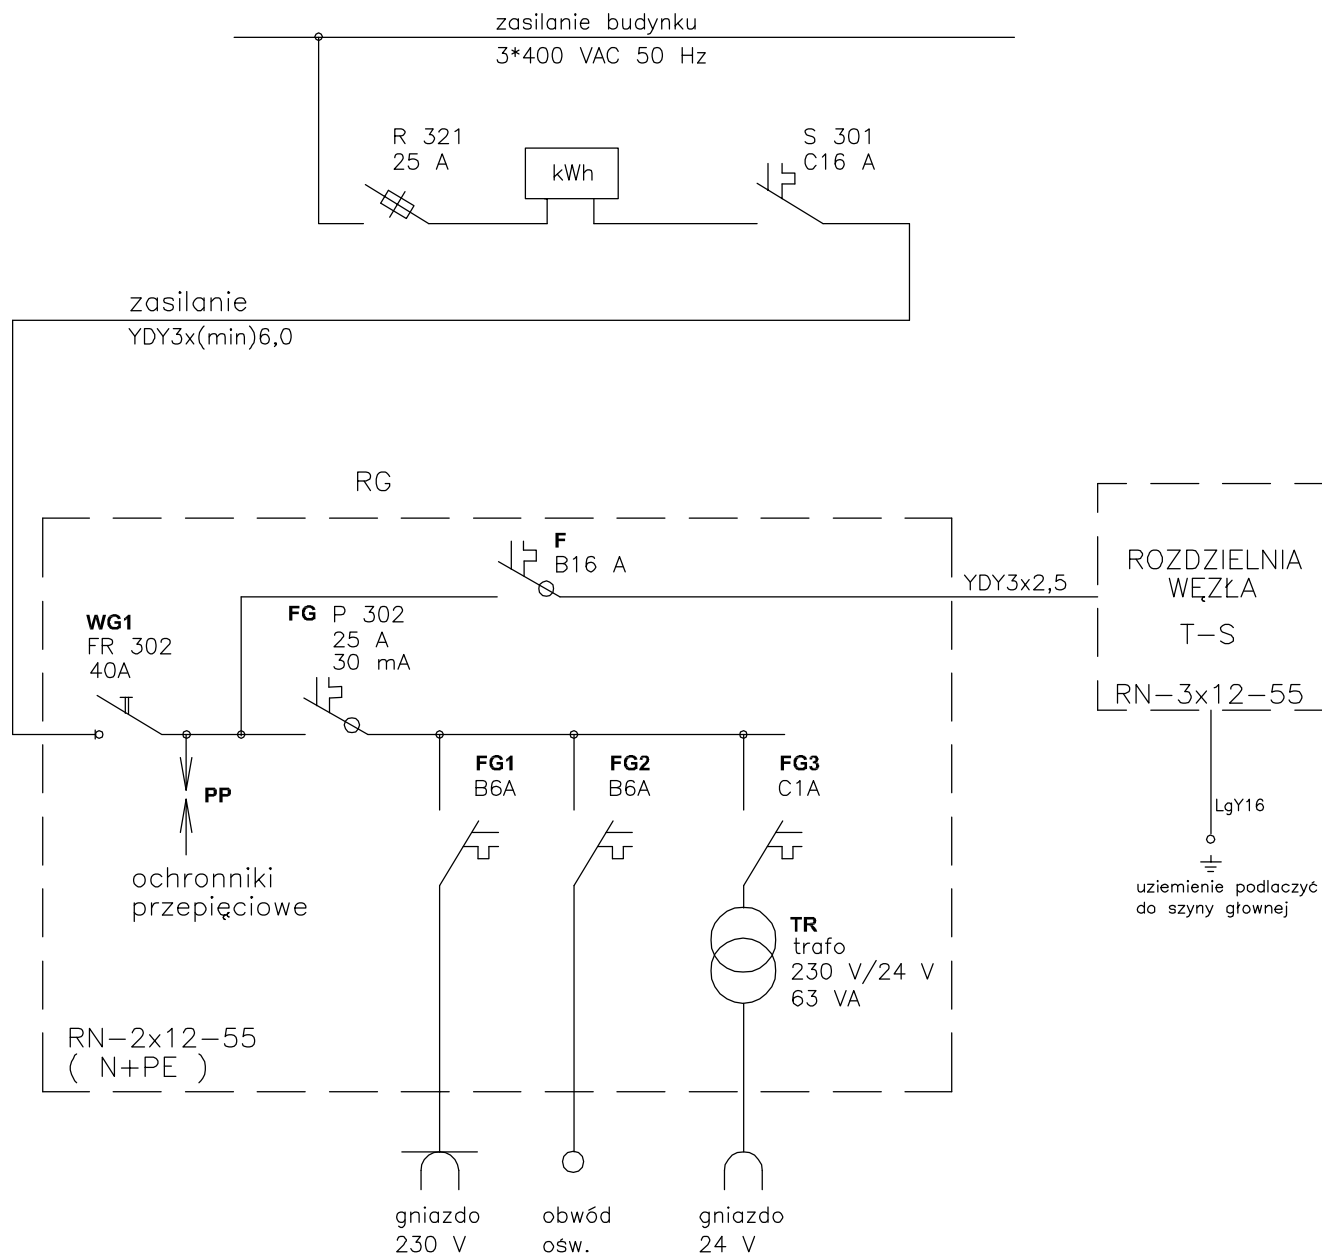 zasilanie budynku
3*400 VAC 50 Hz
R 321
25 A
kWh
S 301
C16 A
zasilanie
YDY3x(min)6,0
RG
F
B16 A
YDY3x2,5
ROZDZIELNIA
WĘZŁA
T-S
RN-3x12-55
WG1
FR 302
40A
FG P 302
25 A
30 mA
PP
ochronniki
przepięciowe
FG1
B6A
FG2
B6A
FG3
C1A
LgY16
uziemienie podlaczyć
do szyny głownej
TR
trafo
230 V/24 V
63 VA
RN-2x12-55
( N+PE )
gniazdo
230 V
obwód
ośw.
gniazdo
24 V